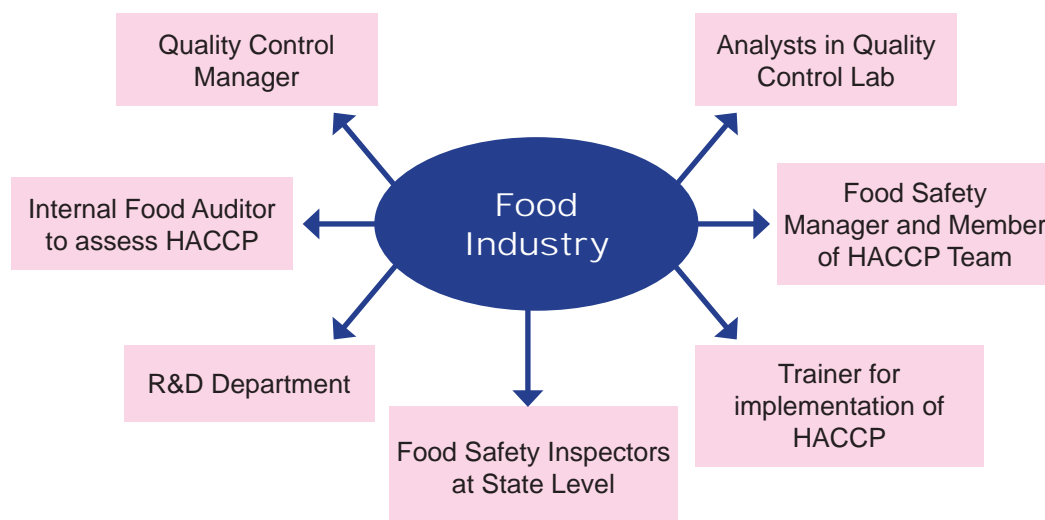 Quality Control
Manager
Analysts in Quality
Control Lab
Internal Food Auditor
to assess HACCP
Food
Industry
Food Safety
Manager and Member
of HACCP Team
R&D Department
Food Safety Inspectors
at State Level
Trainer for
implementation of
HACCP